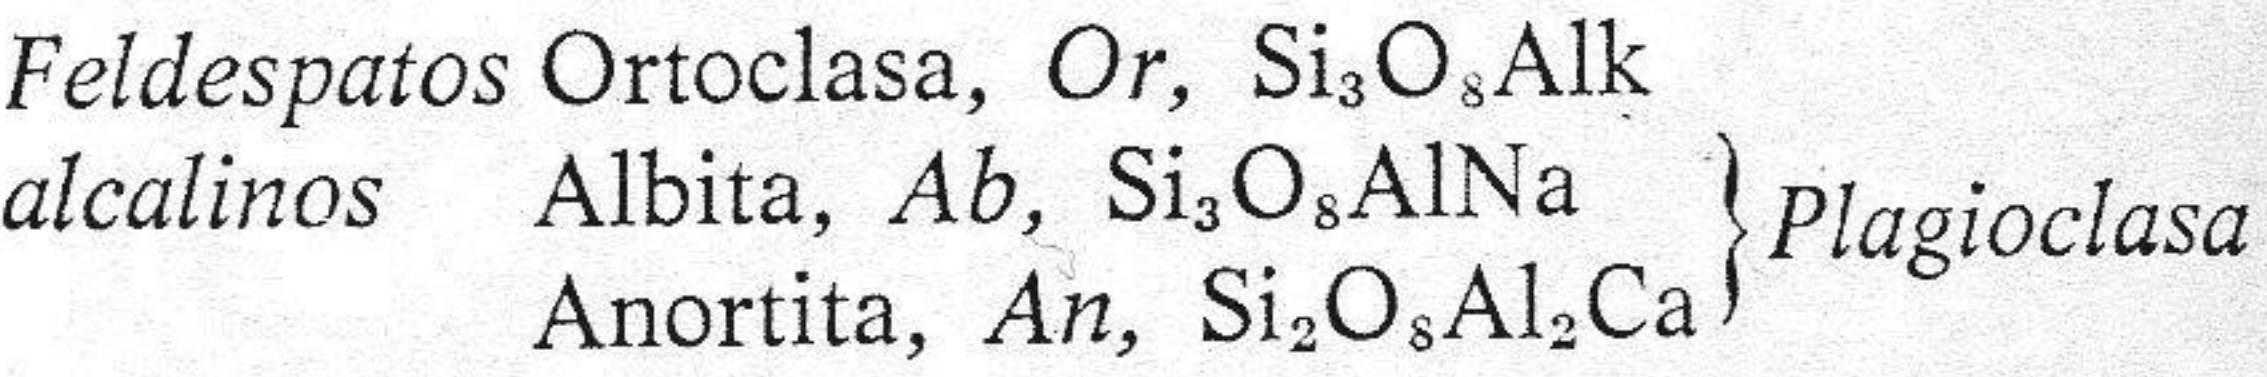 Feldespatos Ortoclasa, Or, Si₃O₈Alk
alcalinos Albita, Ab, Si₃O₈AlNa
Anortita, An, Si₂O₈Al₂Ca
} Plagioclasa